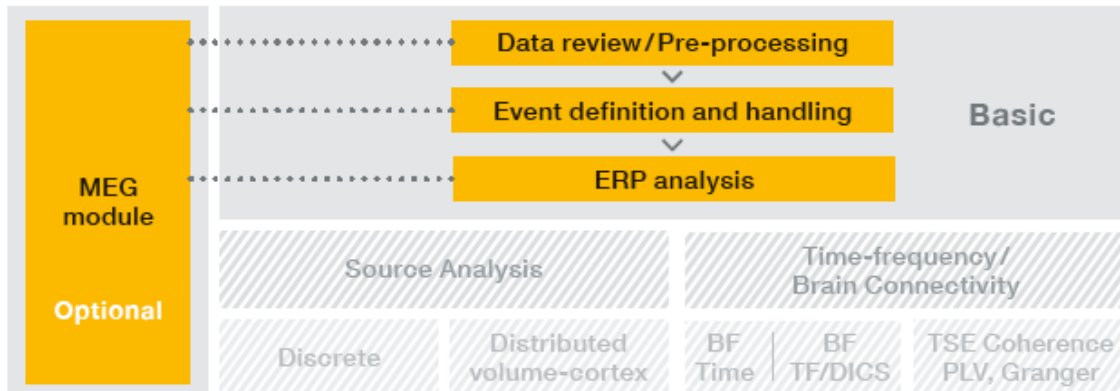 Data review/Pre-processing
Event definition and handling
Basic
ERP analysis
MEG
module
Optional
Source Analysis
Time-frequency/
Brain Connectivity
Discrete
Distributed
volume-cortex
BF
Time
BF
TF/DICS
TSE Coherence
PLV, Granger